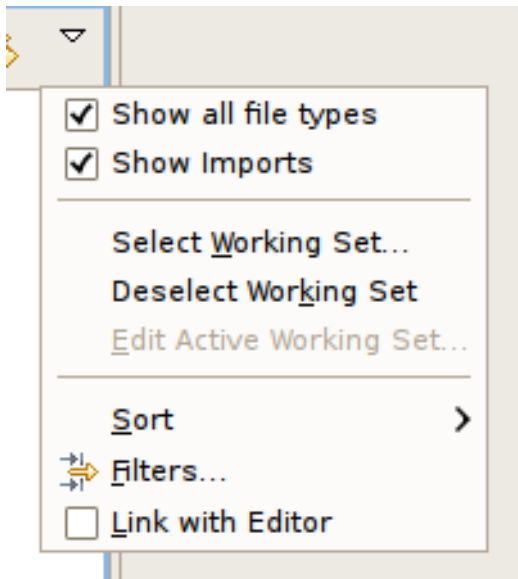 Show all file types
Show Imports
Select Working Set...
Deselect Working Set
Edit Active Working Set...
Sort
Filters...
Link with Editor